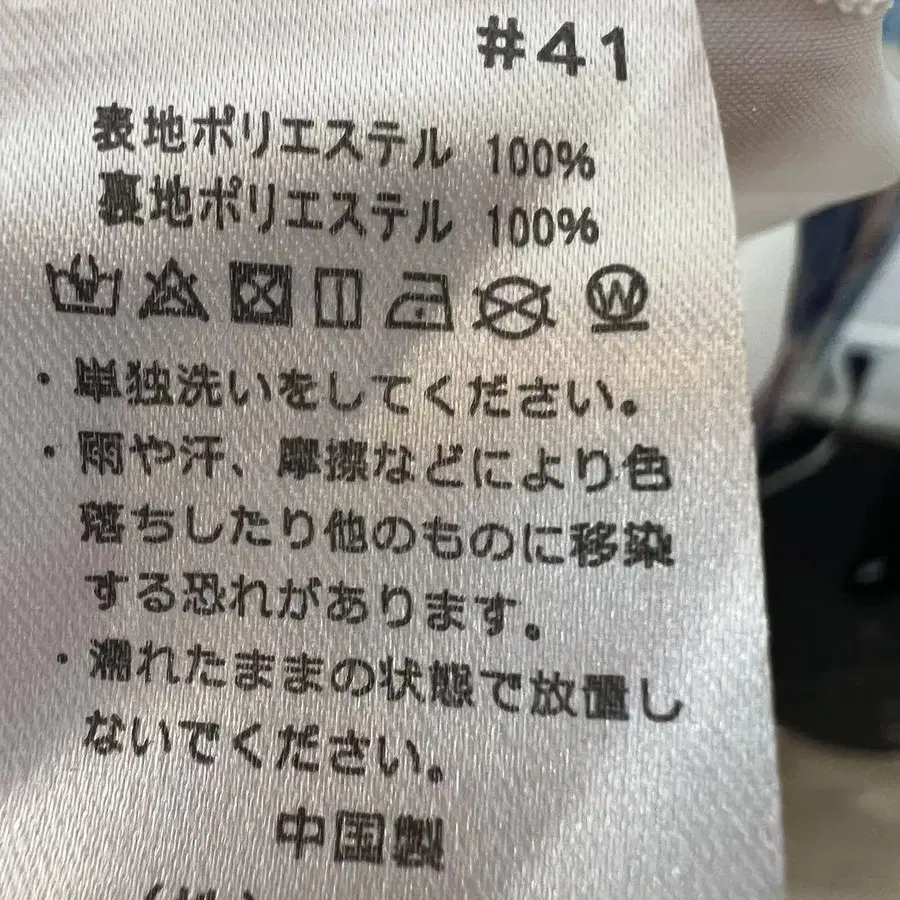 #41
表地ポリエステル 100%
裏地ポリエステル 100%
W
・単独洗いをしてください。
・雨や汗、摩擦などにより色
落ちしたり他のものに移染
する恐れがあります。
・濡れたままの状態で放置し
ないでください。
中国製